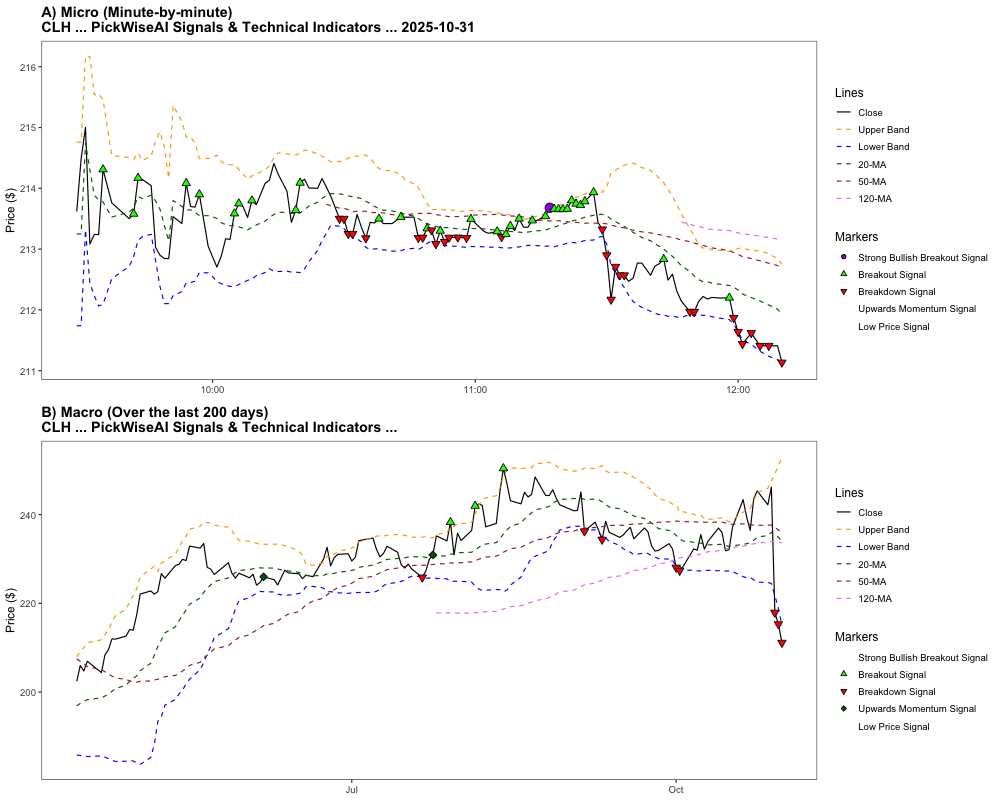 A) Micro (Minute-by-minute)
CLH ... PickWiseAI Signals & Technical Indicators ... 2025-10-31
Price ($)
216
215
214
213
212
211
10:00
11:00
12:00
Lines
Close
Upper Band
Lower Band
20-MA
50-MA
120-MA
Markers
Strong Bullish Breakout Signal
Breakout Signal
Breakdown Signal
Upwards Momentum Signal
Low Price Signal
B) Macro (Over the last 200 days)
CLH ... PickWiseAI Signals & Technical Indicators ...
Price ($)
240
220
200
Jul
Oct
Lines
Close
Upper Band
Lower Band
20-MA
50-MA
120-MA
Markers
Strong Bullish Breakout Signal
Breakout Signal
Breakdown Signal
Upwards Momentum Signal
Low Price Signal